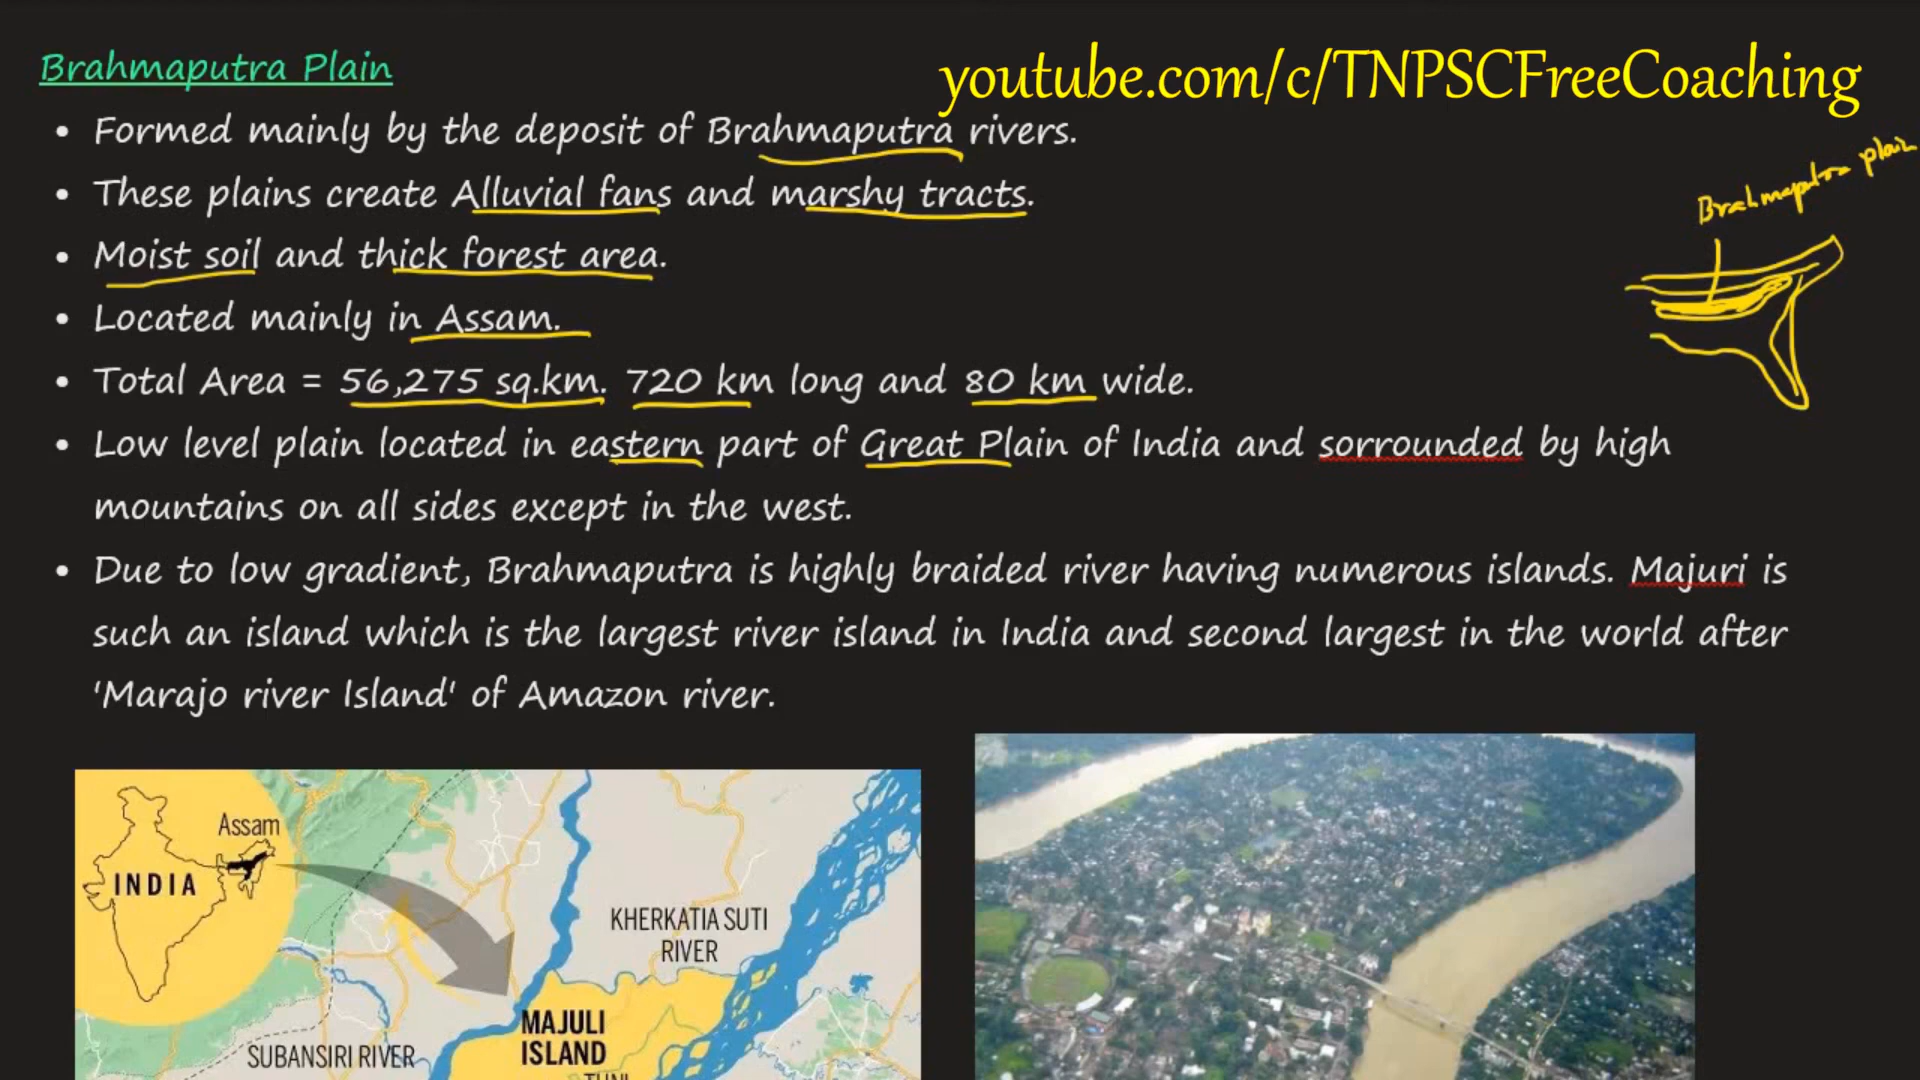 Brahmaputra Plain
youtube.com/c/TNPSCFreeCoaching
• Formed mainly by the deposit of Brahmaputra rivers.
• These plains create Alluvial fans and marshy tracts.
Brahmaputra plain
• Moist soil and thick forest area.
• Located mainly in Assam.
• Total Area = 56,275 sq.km. 720 km long and 80 km wide.
• Low level plain located in eastern part of Great Plain of India and sorrounded by high
mountains on all sides except in the west.
• Due to low gradient, Brahmaputra is highly braided river having numerous islands. Majuri is
such an island which is the largest river island in India and second largest in the world after
'Marajo river Island' of Amazon river.
Assam
INDIA
KHERKATIA SUTI
RIVER
MAJULI
ISLAND
SUBANSIRI RIVER